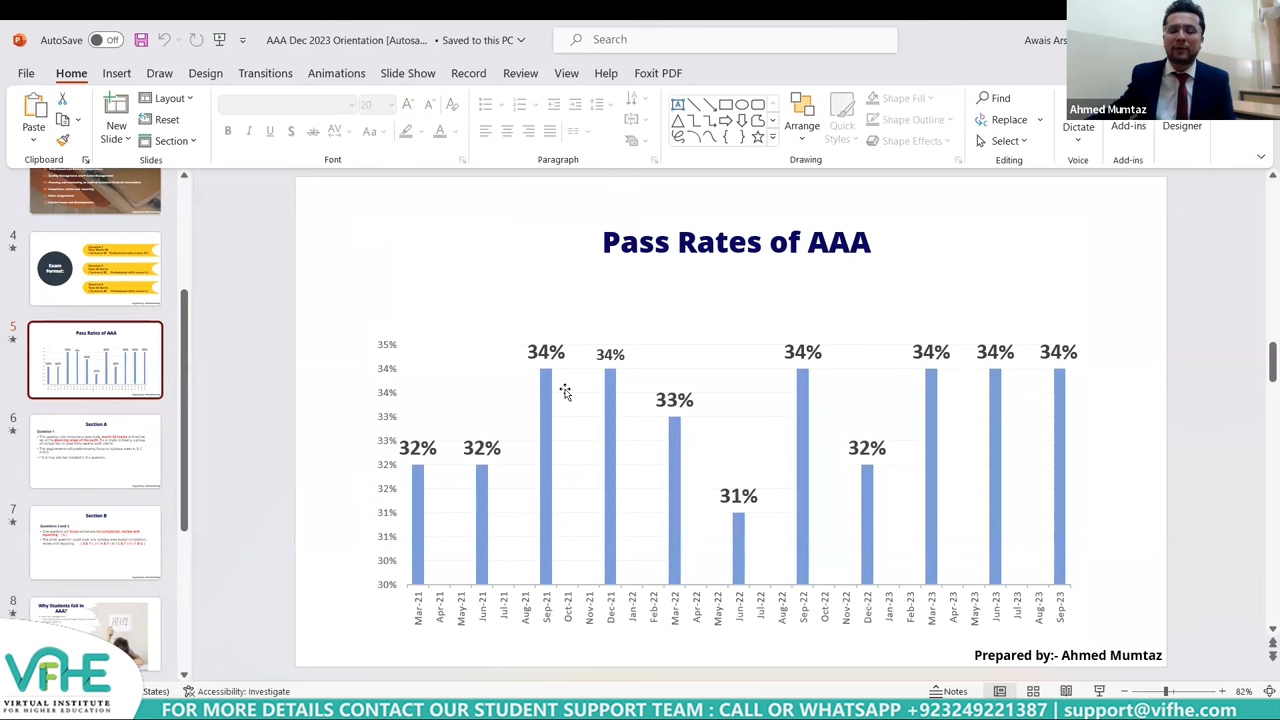 AutoSave Off AAA Dec 2023 Orientation (Autosa... • Saved to this PC Search Awais Ars
File Home Insert Draw Design Transitions Animations Slide Show Record Review View Help Foxit PDF
Ahmed Mumtaz
Paste New Slide Layout Reset Section 20 Arrange Quick Styles Shape Fill Shape Outline Shape Effects Find Replace Select Dictate Add-ins Designer
Clipboard Slides Font Paragraph Drawing Editing Voice Add-ins
4
Exam Format:
5
Pass Rates of AAA
6
Section A
7
Section B
8
Why Students fail in AAA?
HELP!
Pass Rates of AAA
35%
34%
34%
33%
33%
32%
32%
31%
31%
30%
30%
32% 32% 34% 34% 33% 31% 34% 32% 34% 34% 34%
Mar-21 Apr-21 May-21 Jun-21 Jul-21 Aug-21 Sep-21 Oct-21 Nov-21 Dec-21 Jan-22 Feb-22 Mar-22 Apr-22 May-22 Jun-22 Jul-22 Aug-22 Sep-22 Oct-22 Nov-22 Dec-22 Jan-23 Feb-23 Mar-23 Apr-23 May-23 Jun-23 Jul-23 Aug-23 Sep-23
Prepared by:- Ahmed Mumtaz
States) Accessibility: Investigate Notes 82%
VIFHE
VIRTUAL INSTITUTE
FOR HIGHER EDUCATION
FOR MORE DETAILS CONTACT OUR STUDENT SUPPORT TEAM : CALL OR WHATSAPP +923249221387 | support@vifhe.com